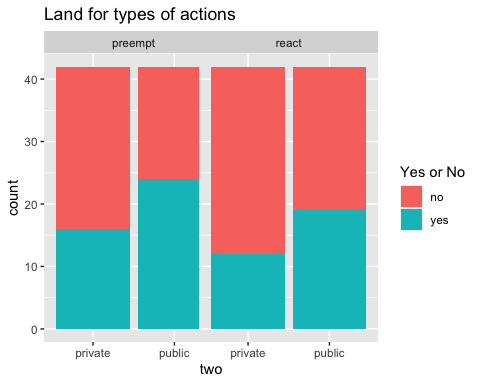 Land for types of actions
preempt react
40
30
20
10
0
count
private public private public
two
Yes or No
no
yes